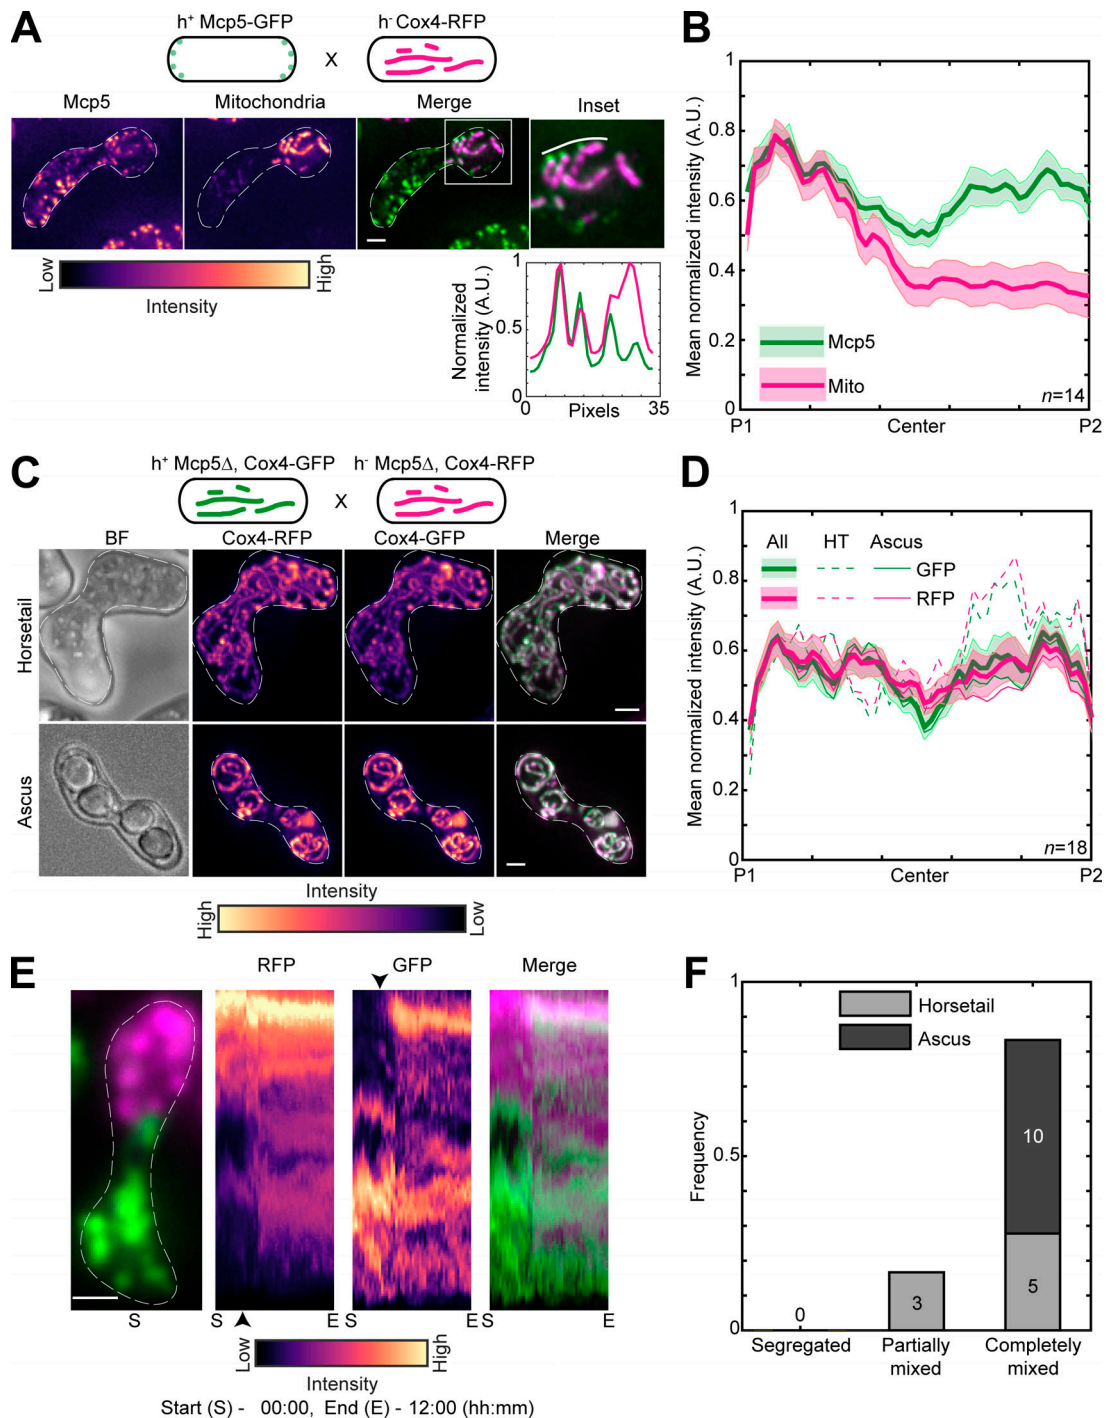 A
h+ Mcp5-GFP
h- Cox4-RFP
X
Mcp5
Mitochondria
Merge
Inset
Low
High
Intensity
Normalized
intensity (A.U.)
1
0.5
0
0
Pixels
35
B
Mean normalized intensity (A.U.)
1
0.8
0.6
0.4
0.2
0
Mcp5
Mito
n=14
P1
Center
P2
C
h+ Mcp5Δ, Cox4-GFP
h- Mcp5Δ, Cox4-RFP
X
BF
Cox4-RFP
Cox4-GFP
Merge
Horsetail
Ascus
Intensity
High
Low
D
Mean normalized intensity (A.U.)
1
0.8
0.6
0.4
0.2
0
All
HT
Ascus
GFP
RFP
n=18
P1
Center
P2
E
RFP
GFP
Merge
S
S
E
S
E
S
E
Low
High
Intensity
Start (S) - 00:00, End (E) - 12:00 (hh:mm)
F
Frequency
1
0.5
0
Horsetail
Ascus
0
3
10
5
Segregated
Partially
mixed
Completely
mixed